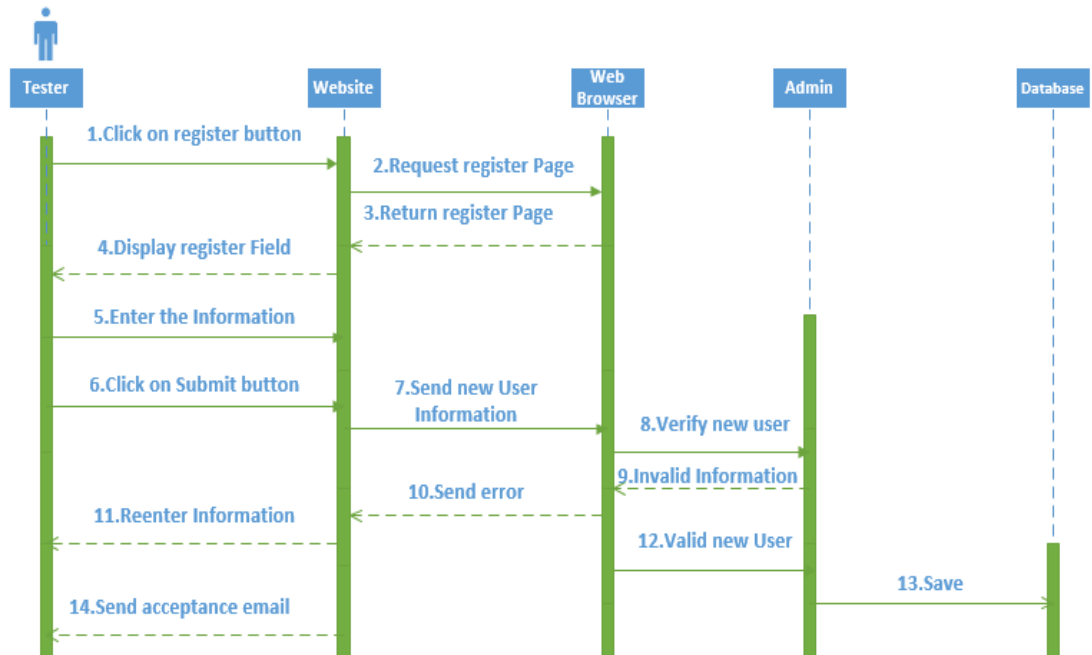 Tester
Website
Web
Browser
Admin
Database
1.Click on register button
2.Request register Page
3.Return register Page
4.Display register Field
5.Enter the Information
6.Click on Submit button
7.Send new User
Information
8.Verify new user
9.Invalid Information
10.Send error
11.Reenter Information
12.Valid new User
13.Save
14.Send acceptance email